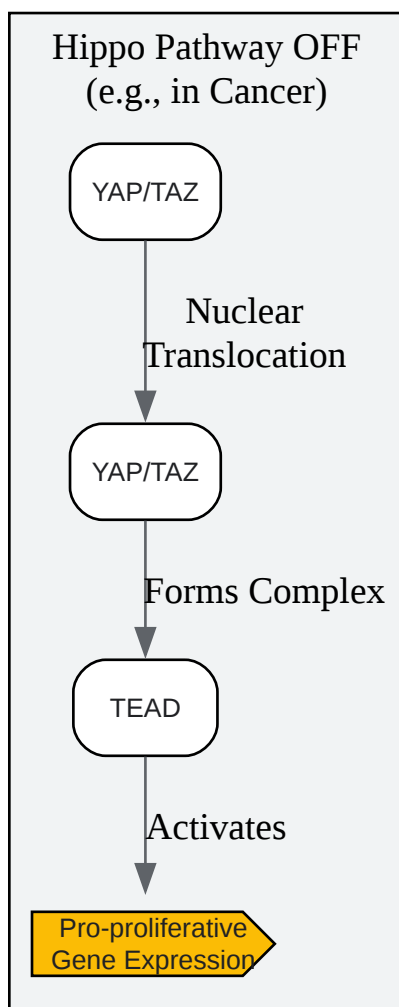 Hippo Pathway OFF
(e.g., in Cancer)
YAP/TAZ
Nuclear
Translocation
YAP/TAZ
Forms Complex
TEAD
Activates
Pro-proliferative
Gene Expression